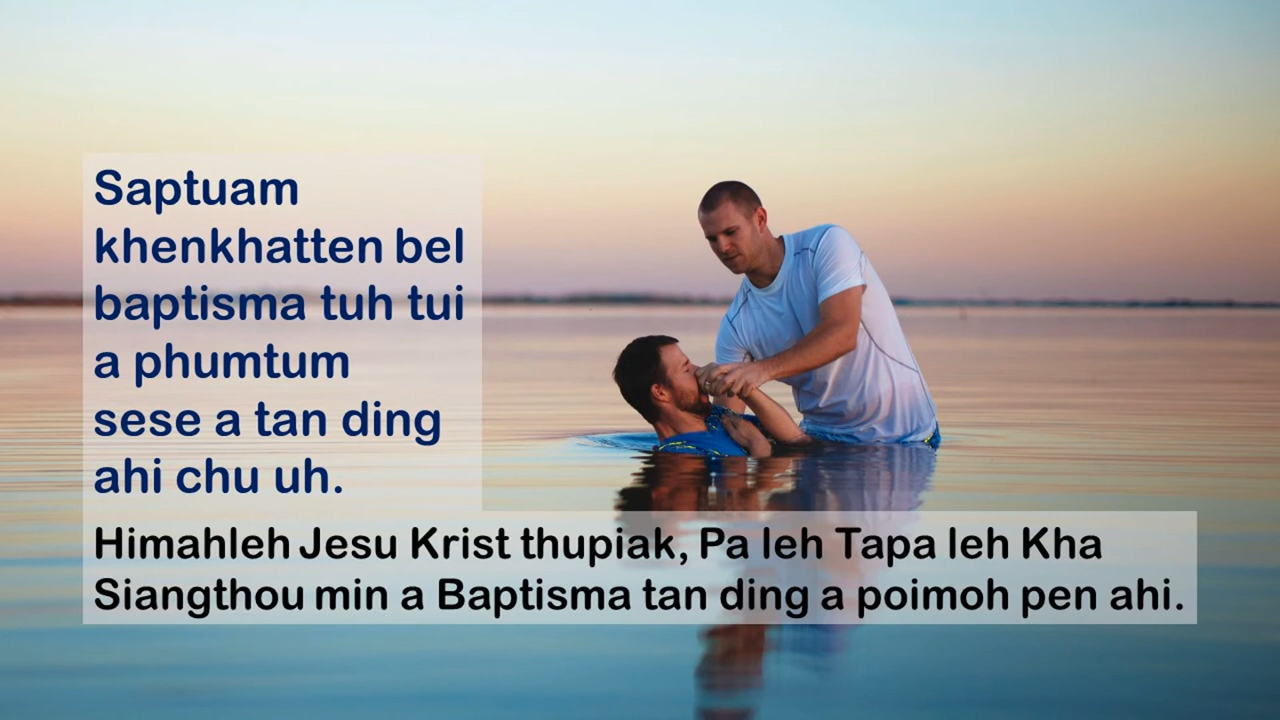 Saptuam
khenkhatten bel
baptisma tuh tui
a phumtum
sese a tan ding
ahi chu uh.
Himahleh Jesu Krist thupiak, Pa leh Tapa leh Kha
Siangthou min a Baptisma tan ding a poimoh pen ahi.